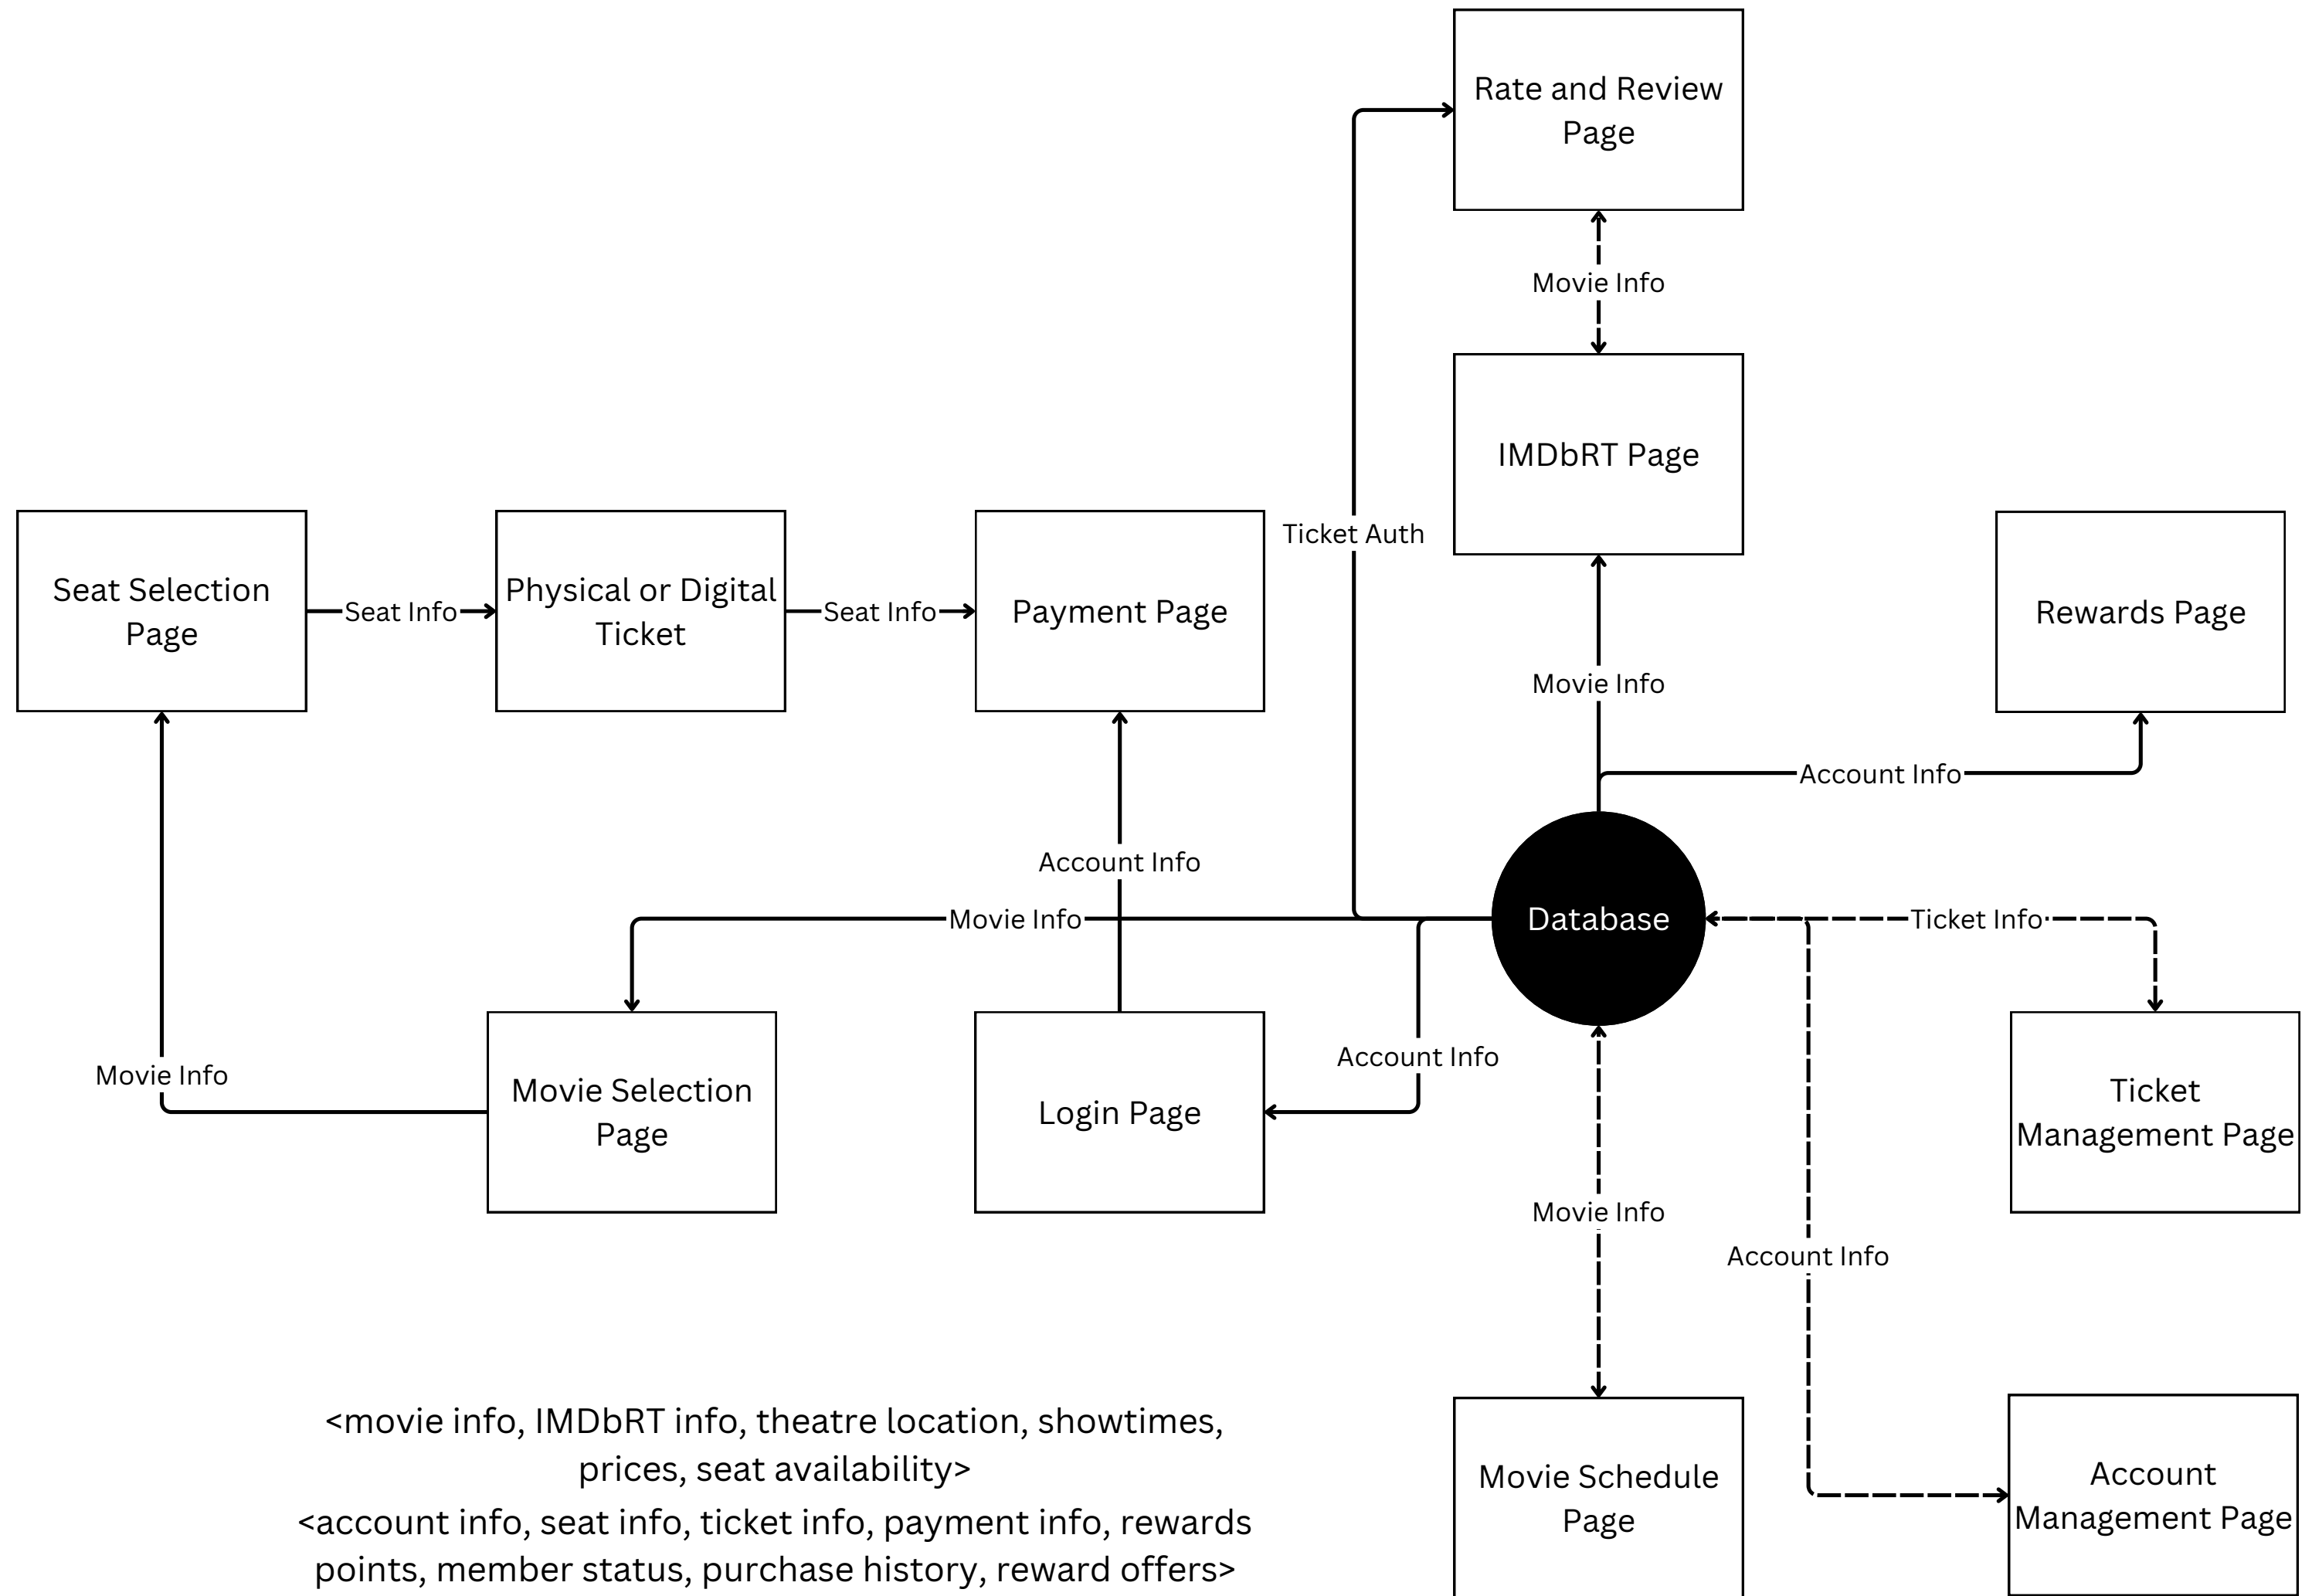 Rate and Review
Page
Movie Info
IMDbRT Page
Ticket Auth
Seat Selection
Page
Seat Info
Physical or Digital
Ticket
Seat Info
Payment Page
Rewards Page
Movie Info
Account Info
Account Info
Movie Info
Database
Ticket Info
Account Info
Movie Info
Movie Selection
Page
Login Page
Ticket
Management Page
Movie Info
Account Info
<movie info, IMDbRT info, theatre location, showtimes,
prices, seat availability>
<account info, seat info, ticket info, payment info, rewards
points, member status, purchase history, reward offers>
Movie Schedule
Page
Account
Management Page